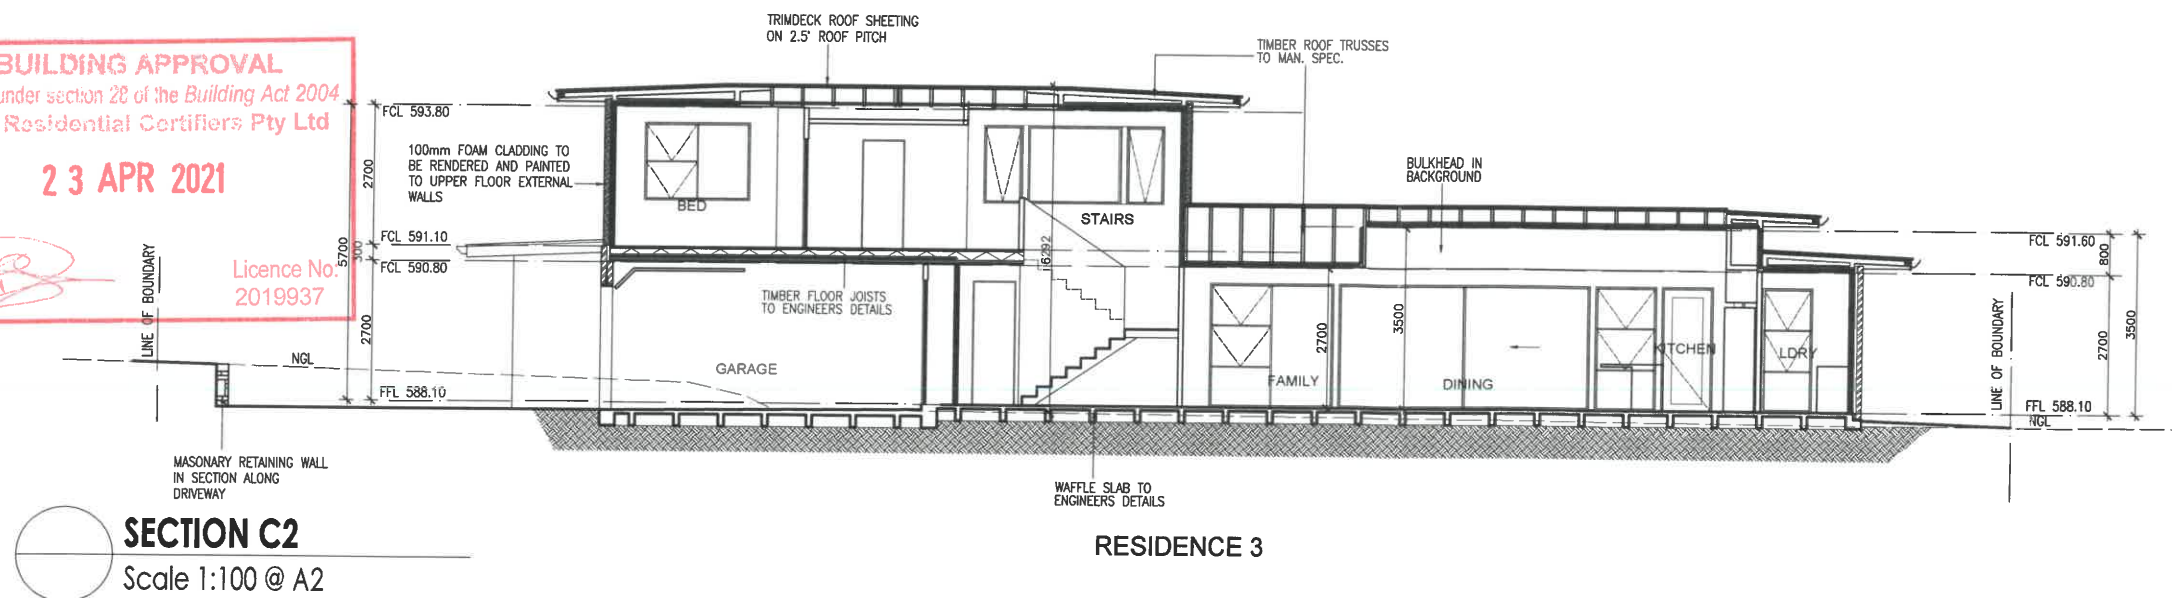 TRIMDECK ROOF SHEETING
ON 2.5° ROOF PITCH
TIMBER ROOF TRUSSES
TO MAN. SPEC.
BUILDING APPROVAL
under section 28 of the Building Act 2004
Residential Certifiers Pty Ltd
23 APR 2021
Licence No:
2019937
FCL 593.80
100mm FOAM CLADDING TO
BE RENDERED AND PAINTED
TO UPPER FLOOR EXTERNAL
WALLS
2700
FCL 591.10
300
5700
FCL 590.80
2700
FFL 588.10
LINE OF BOUNDARY
NGL
BED
STAIRS
6292
TIMBER FLOOR JOISTS
TO ENGINEERS DETAILS
GARAGE
BULKHEAD IN
BACKGROUND
2700
3500
FAMILY
DINING
KITCHEN
LDRY
FCL 591.60
800
FCL 590.80
2700
3500
LINE OF BOUNDARY
FFL 588.10
NGL
MASONARY RETAINING WALL
IN SECTION ALONG
DRIVEWAY
WAFFLE SLAB TO
ENGINEERS DETAILS
SECTION C2
Scale 1:100 @ A2
RESIDENCE 3